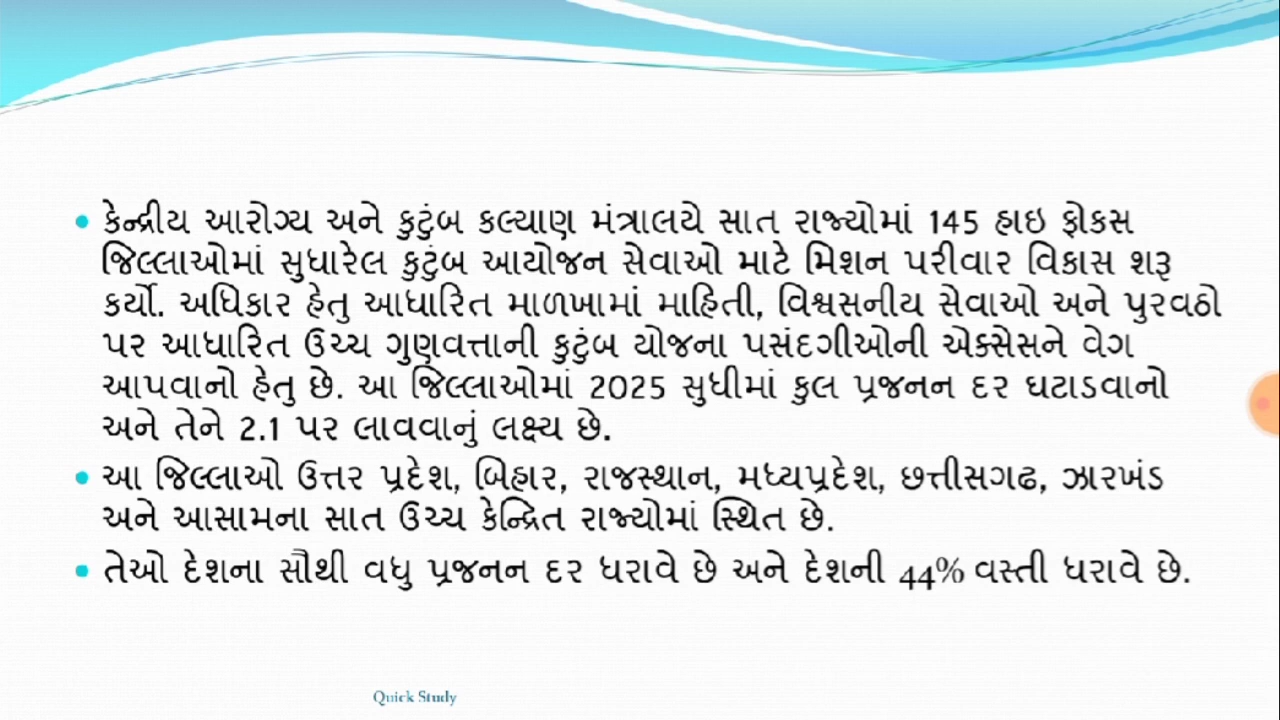 કેન્દ્રીય આરોગ્ય અને કુટુંબ કલ્યાણ મંત્રાલયે સાત રાજ્યોમાં 145 હાઇ ફોકસ
જિલ્લાઓમાં સુધારેલ કુટુંબ આયોજન સેવાઓ માટે મિશન પરીવાર વિકાસ શરૂ
કર્યો. અધિકાર હેતુ આધારિત માળખામાં માહિતી, વિશ્વસનીય સેવાઓ અને પુરવઠો
પર આધારિત ઉચ્ચ ગુણવત્તાની કુટુંબ યોજના પસંદગીઓની એક્સેસને વેગ
આપવાનો હેતુ છે. આ જિલ્લાઓમાં 2025 સુધીમાં કુલ પ્રજનન દર ઘટાડવાનો
અને તેને 2.1 પર લાવવાનું લક્ષ્ય છે.
આ જિલ્લાઓ ઉત્તર પ્રદેશ, બિહાર, રાજસ્થાન, મધ્યપ્રદેશ, છત્તીસગઢ, ઝારખંડ
અને આસામના સાત ઉચ્ચ કેન્દ્રિત રાજ્યોમાં સ્થિત છે.
તેઓ દેશના સૌથી વધુ પ્રજનન દર ધરાવે છે અને દેશની 44% વસ્તી ધરાવે છે.
Quick Study